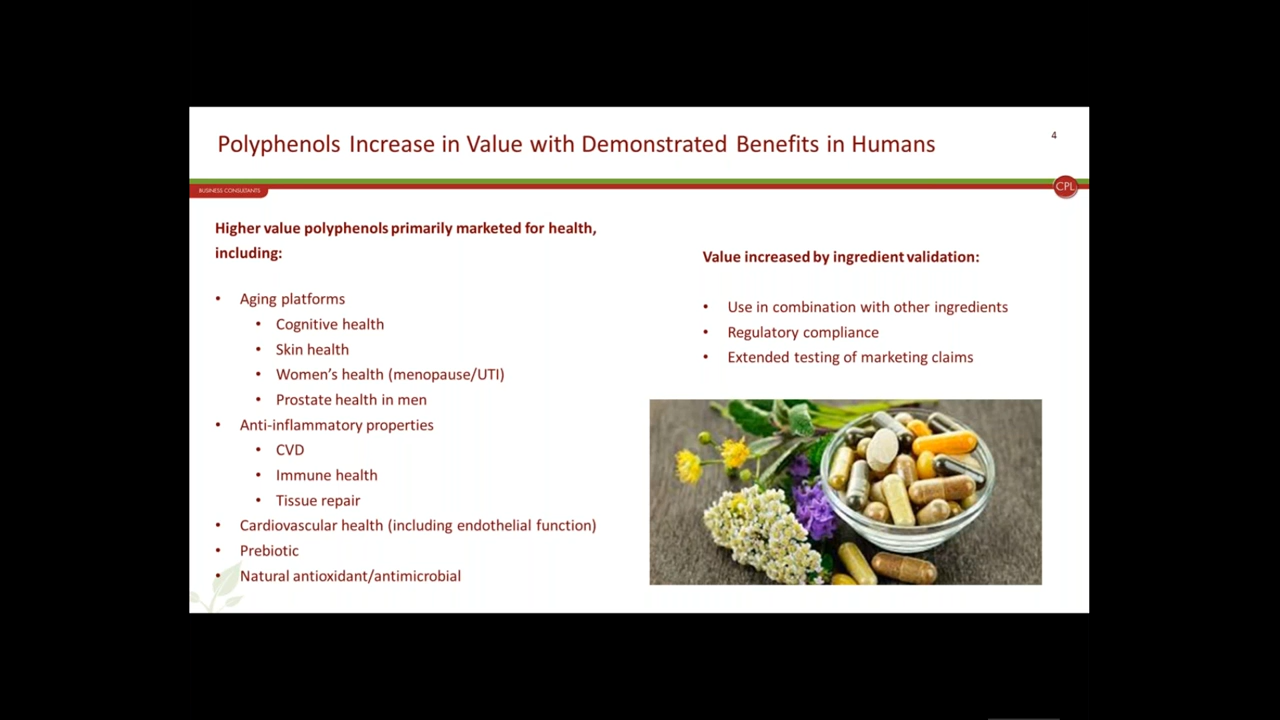 Polyphenols Increase in Value with Demonstrated Benefits in Humans
4
BUSINESS CONSULTANTS
CPL
Higher value polyphenols primarily marketed for health,
including:
• Aging platforms
• Cognitive health
• Skin health
• Women’s health (menopause/UTI)
• Prostate health in men
• Anti-inflammatory properties
• CVD
• Immune health
• Tissue repair
• Cardiovascular health (including endothelial function)
• Prebiotic
• Natural antioxidant/antimicrobial
Value increased by ingredient validation:
• Use in combination with other ingredients
• Regulatory compliance
• Extended testing of marketing claims